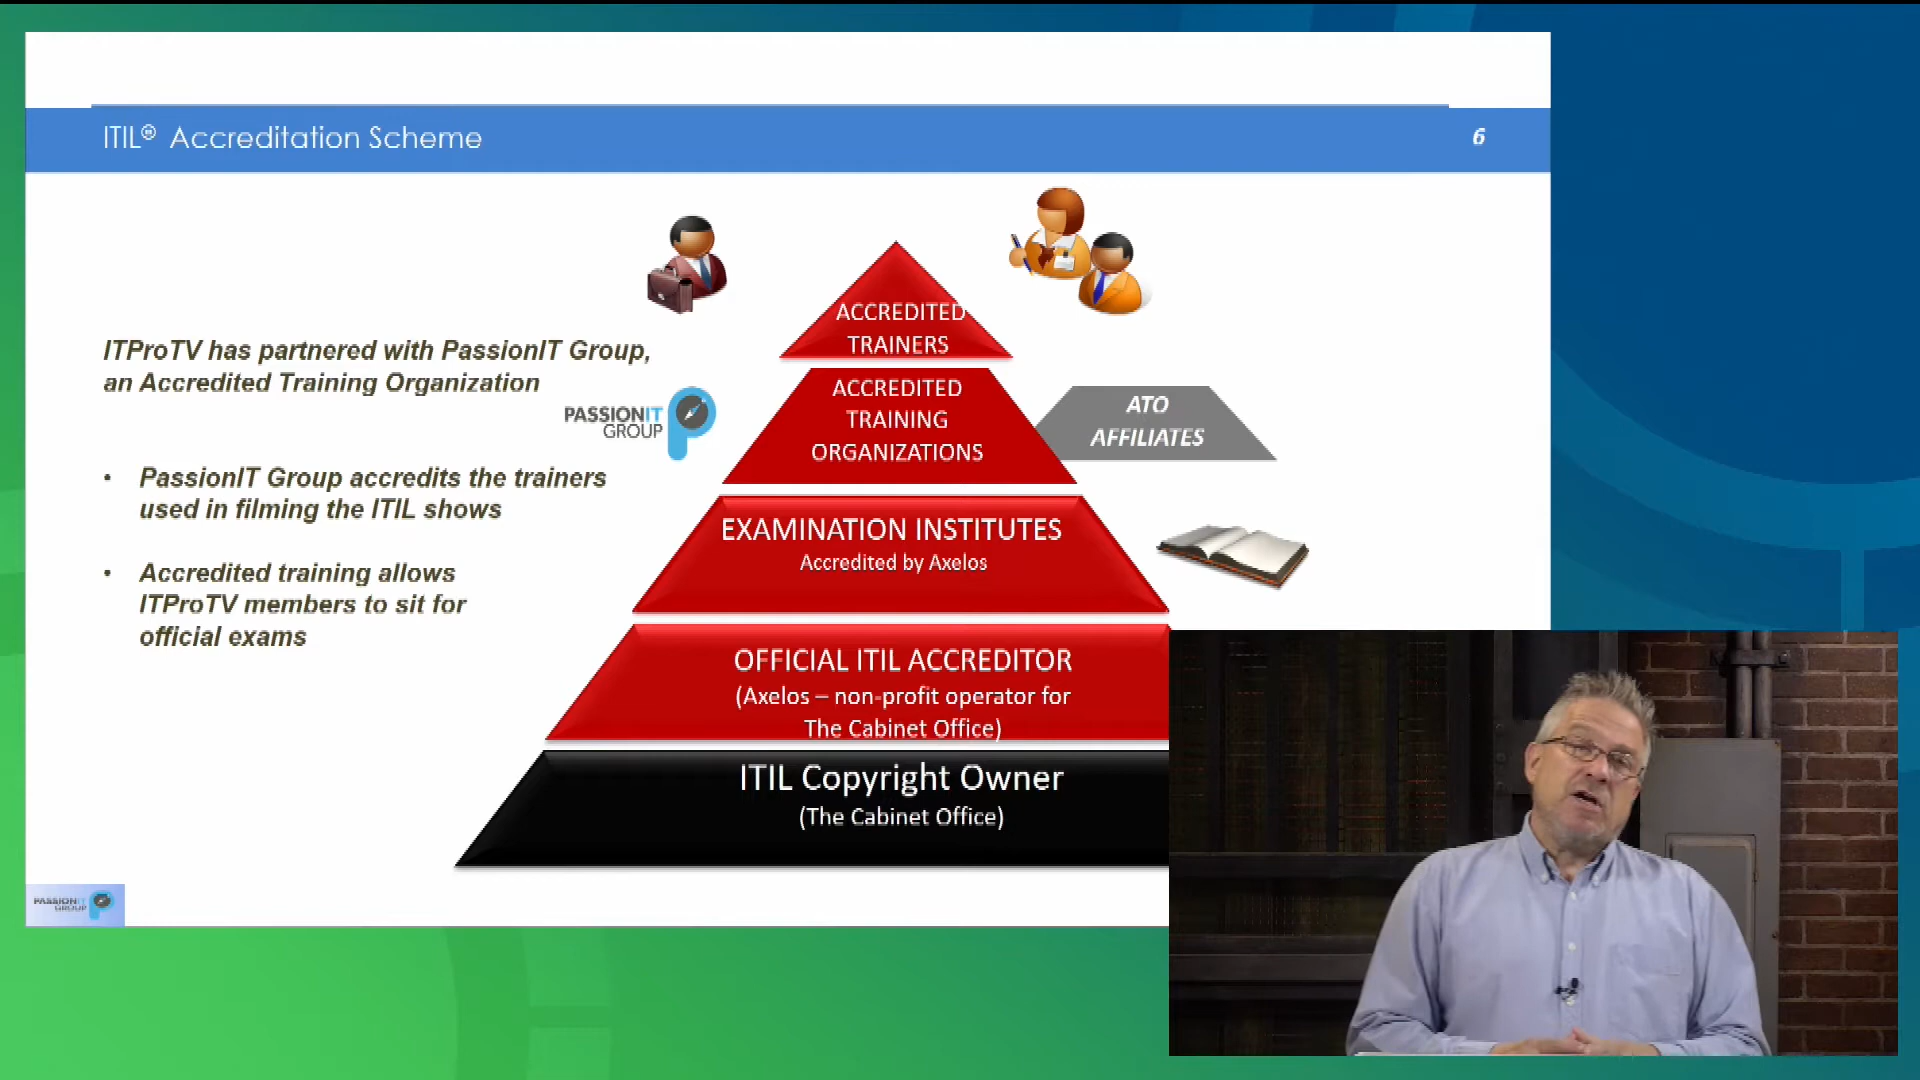 ITIL® Accreditation Scheme
6
ITProTV has partnered with PassionIT Group,
an Accredited Training Organization
PASSIONIT
GROUP
• PassionIT Group accredits the trainers
used in filming the ITIL shows
• Accredited training allows
ITProTV members to sit for
official exams
ACCREDITED
TRAINERS
ACCREDITED
TRAINING
ORGANIZATIONS
ATO
AFFILIATES
EXAMINATION INSTITUTES
Accredited by Axelos
OFFICIAL ITIL ACCREDITOR
(Axelos – non-profit operator for
The Cabinet Office)
ITIL Copyright Owner
(The Cabinet Office)
PASSIONIT
GROUP